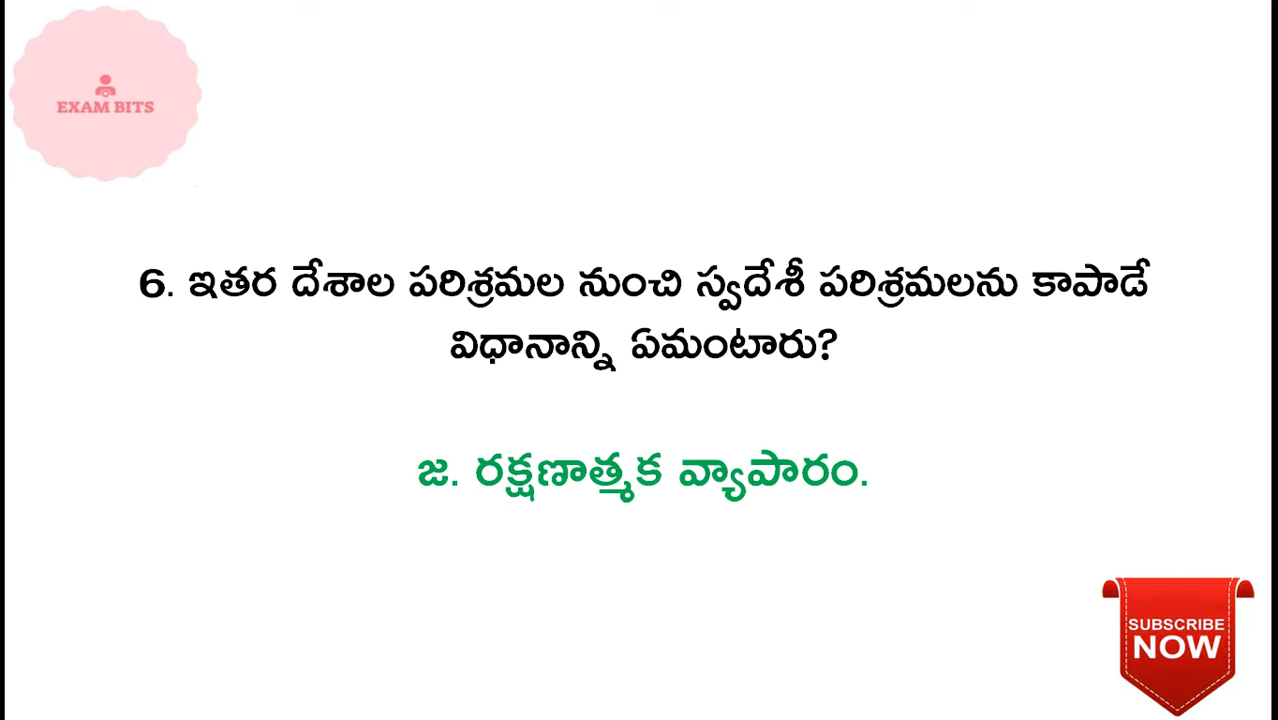 EXAM BITS
6. ఇతర దేశాల పరిశ్రమల నుంచి స్వదేశీ పరిశ్రమలను కాపాడే
విధానాన్ని ఏమంటారు?
జ. రక్షణాత్మక వ్యాపారం.
SUBSCRIBE
NOW